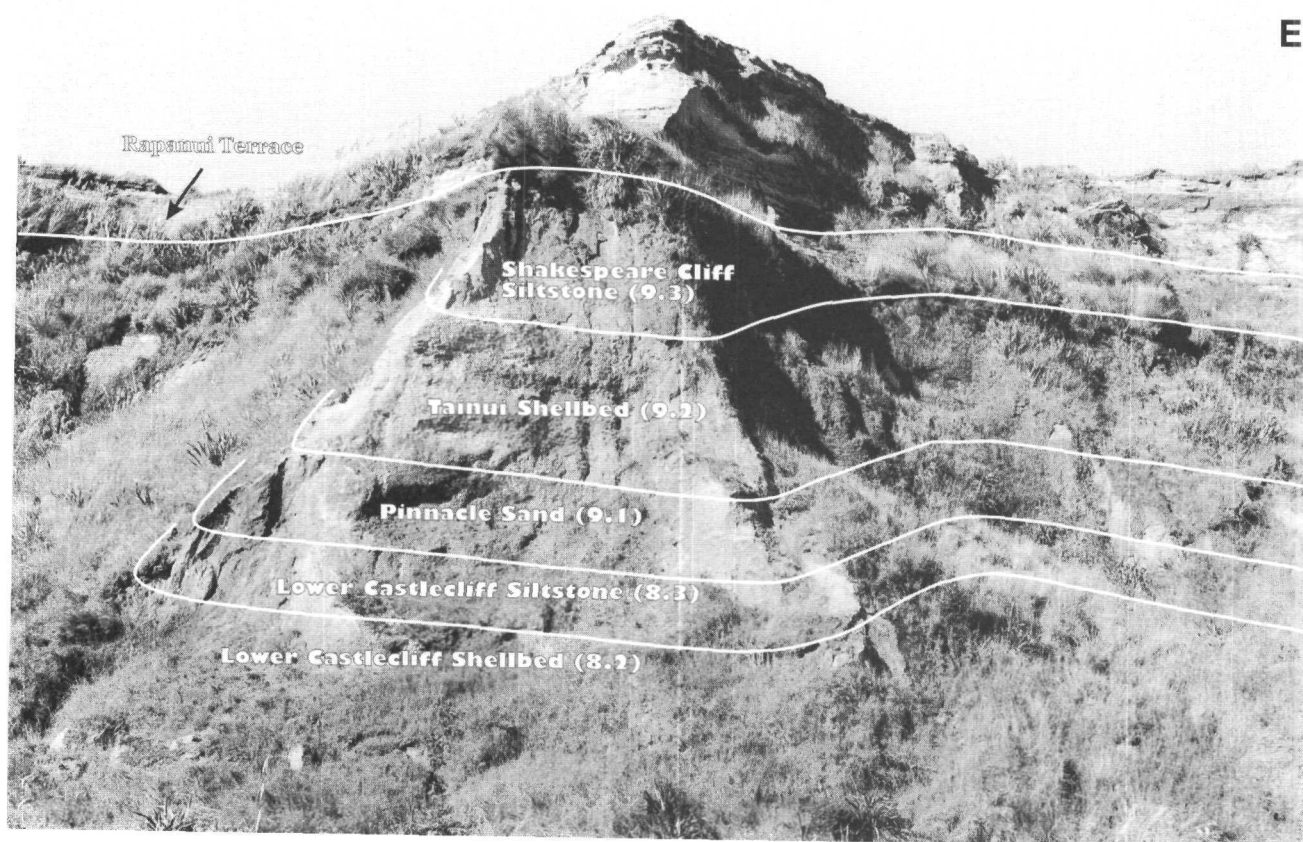 E
Rapanui Terrace
Shakespeare Cliff
Siltstone (9.3)
Tainui Shellbed (9.2)
Pinnacle Sand (9.1)
Lower Castlecliff Siltstone (8.3)
Lower Castlecliff Shellbed (8.2)